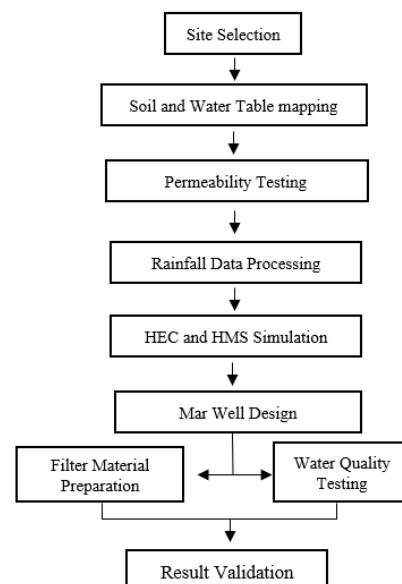 Site Selection
Soil and Water Table mapping
Permeability Testing
Rainfall Data Processing
HEC and HMS Simulation
Mar Well Design
Filter Material
Preparation
Water Quality
Testing
Result Validation